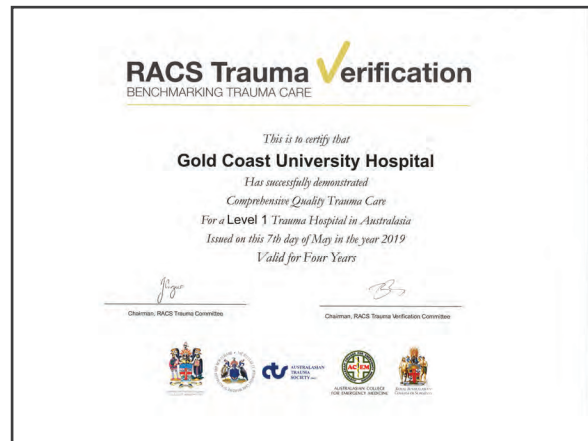 RACS Trauma Verification
BENCHMARKING TRAUMA CARE
This is to certify that
Gold Coast University Hospital
Has successfully demonstrated
Comprehensive Quality Trauma Care
For a Level 1 Trauma Hospital in Australasia
Issued on this 7th day of May in the year 2019
Valid for Four Years
Chairman, RACS Trauma Committee
Chairman, RACS Trauma Verification Committee
cts AUSTRALASIAN
TRAUMA
SOCIETY
ACEM
AUSTRALIAN COLLEGE
FOR EMERGENCY MEDICINE